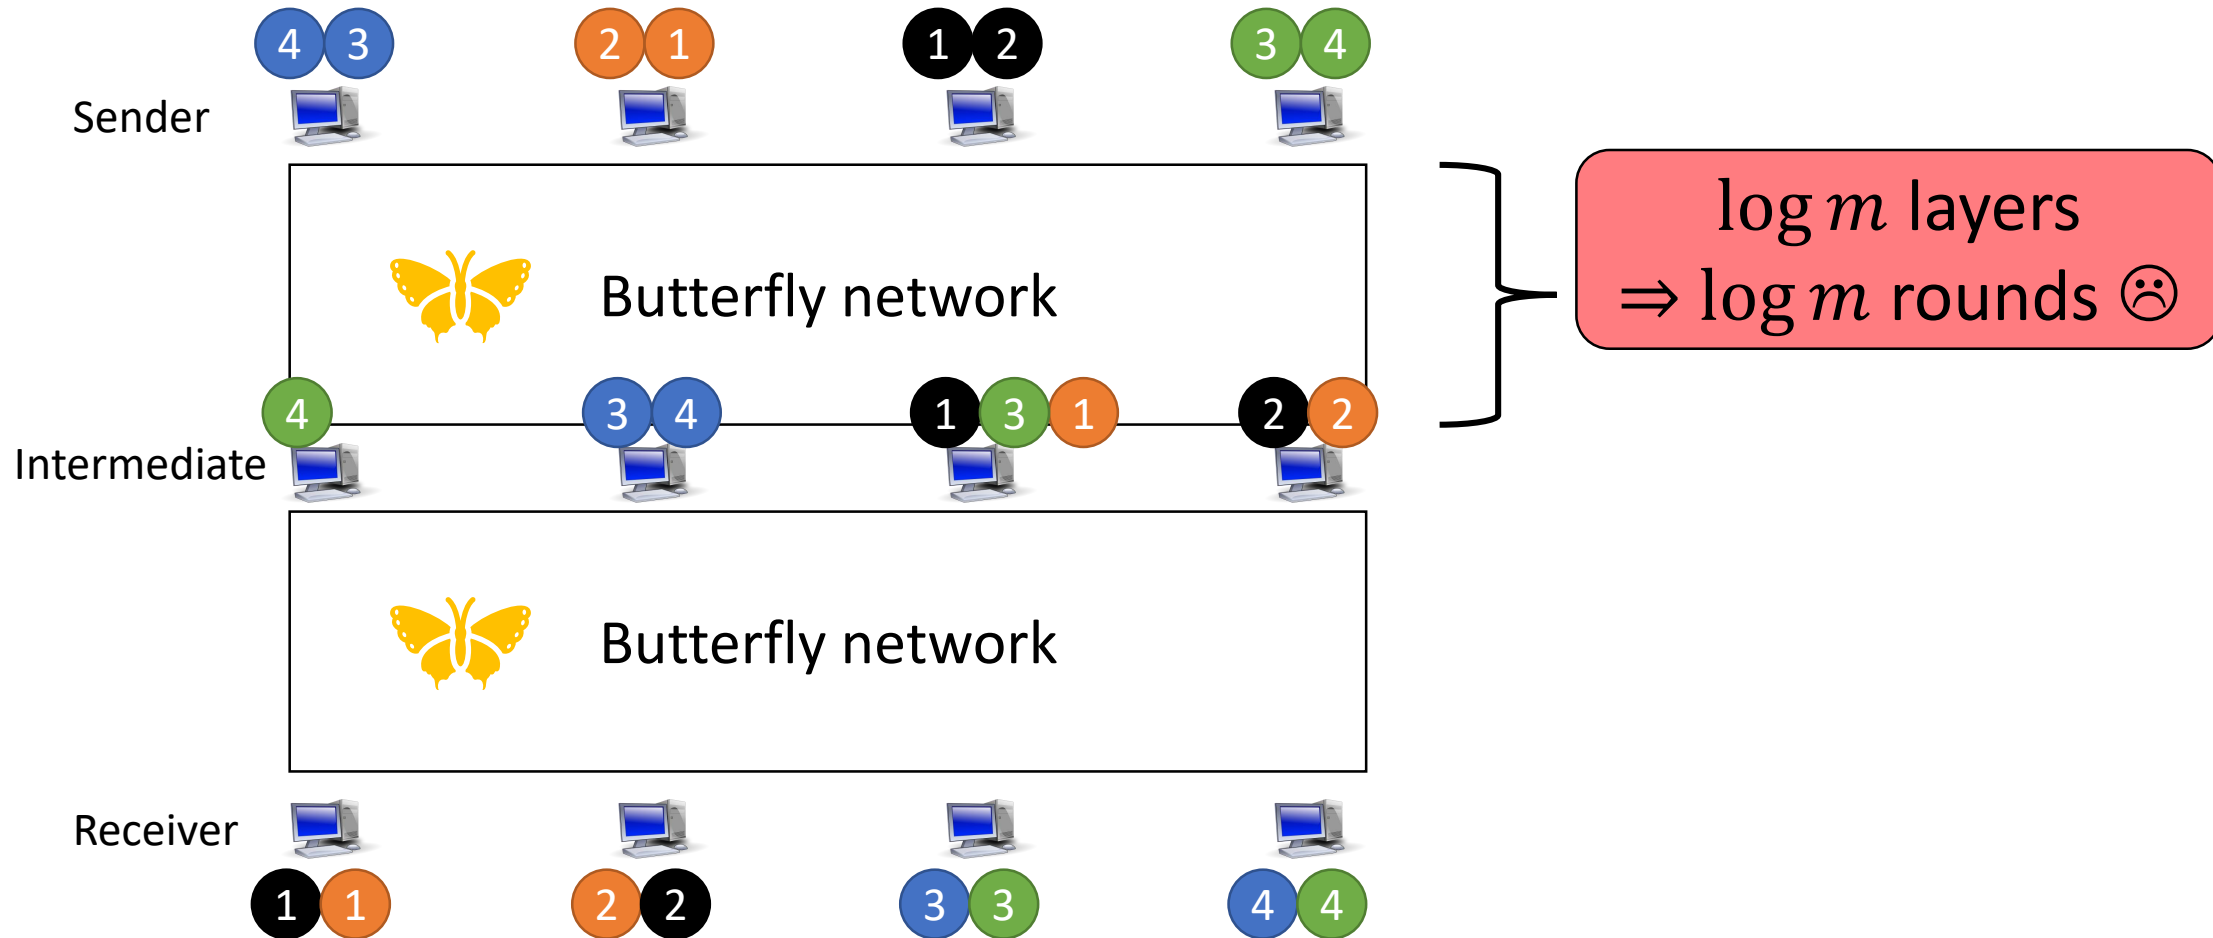 4 3 2 1 1 2 3 4
Sender
log m layers
⇒ log m rounds ☹
Butterfly network
4 3 4 1 3 1 2 2
Intermediate
Butterfly network
Receiver
1 1 2 2 3 3 4 4